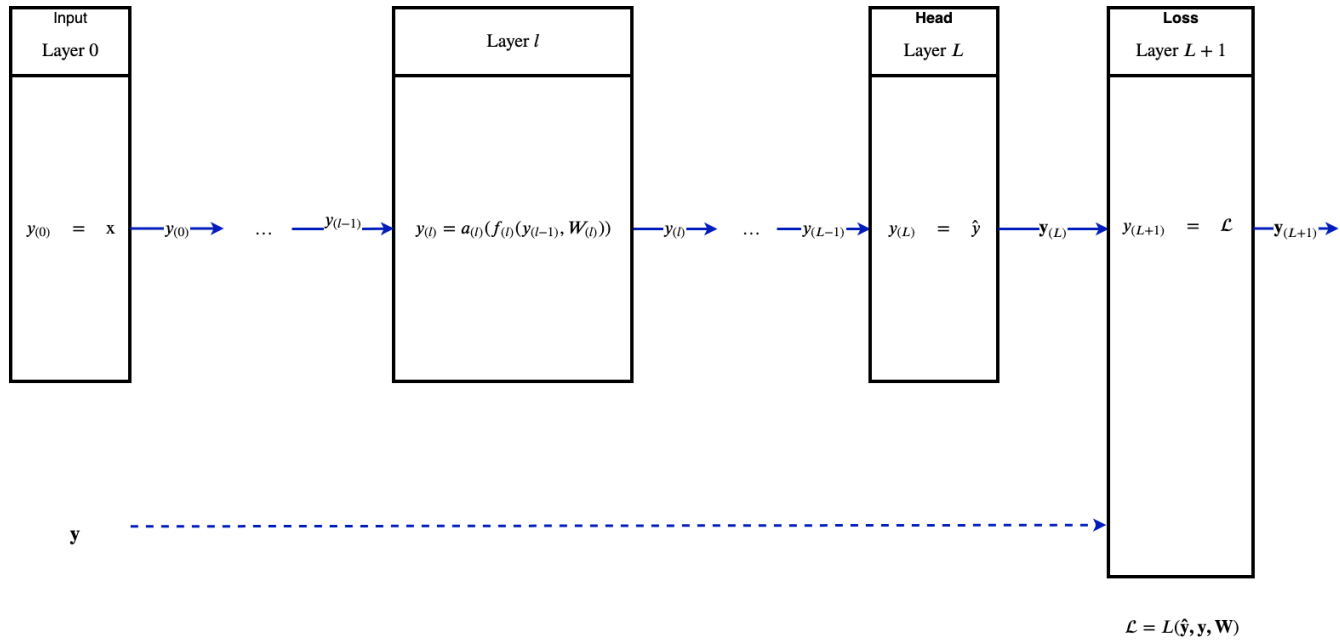 Input
Layer 0
Layer l
Head
Layer L
Loss
Layer L + 1
y(0) = x
y(0)
…
y(l−1)
y(l) = a(l)(f(l)(y(l−1), W(l)))
y(l)
…
y(L−1)
y(L) = ŷ
y(L)
y(L+1) = ℒ
y(L+1)
y
ℒ = L(ŷ, y, W)